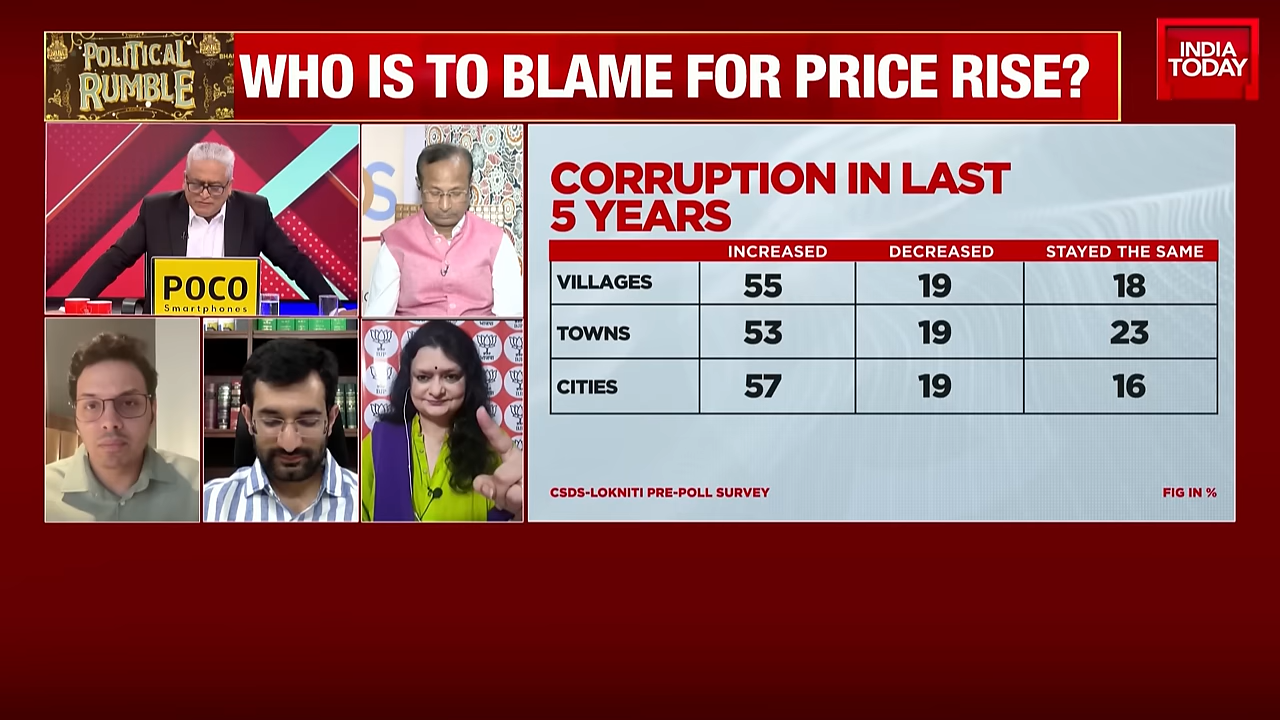 POLITICAL
RUMBLE
WHO IS TO BLAME FOR PRICE RISE?
INDIA
TODAY
POCO
Smartphones
S
CORRUPTION IN LAST
5 YEARS
INCREASED DECREASED STAYED THE SAME
VILLAGES 55 19 18
TOWNS 53 19 23
CITIES 57 19 16
CSDS-LOKNITI PRE-POLL SURVEY FIG IN %